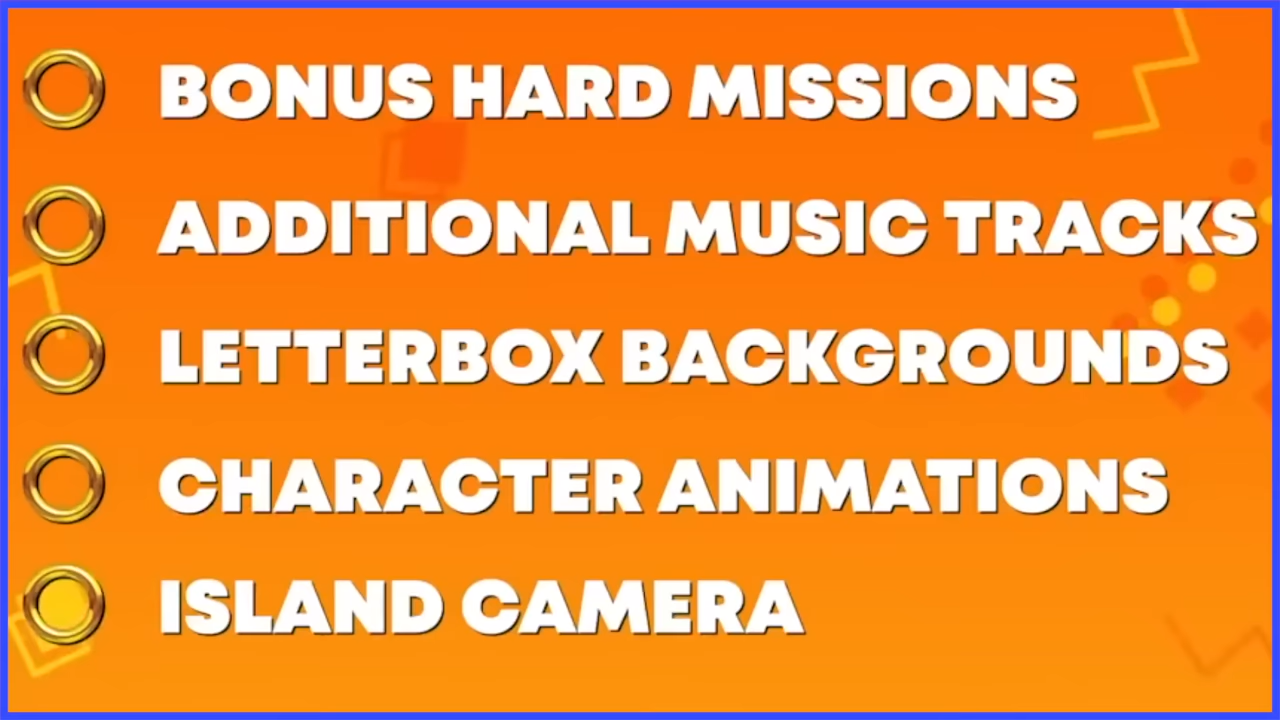 BONUS HARD MISSIONS
ADDITIONAL MUSIC TRACKS
LETTERBOX BACKGROUNDS
CHARACTER ANIMATIONS
ISLAND CAMERA